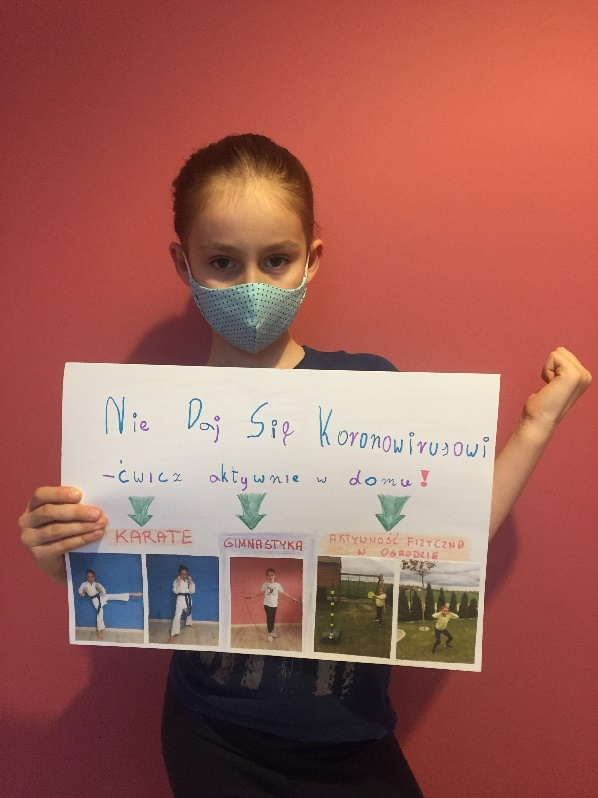 Nie Daj Się Koronowirusowi
-ćwicz aktywnie w domu!
KARATE
GIMNASTYKA
AKTYWNOŚĆ FIZYCZNA
W OGRODZIE